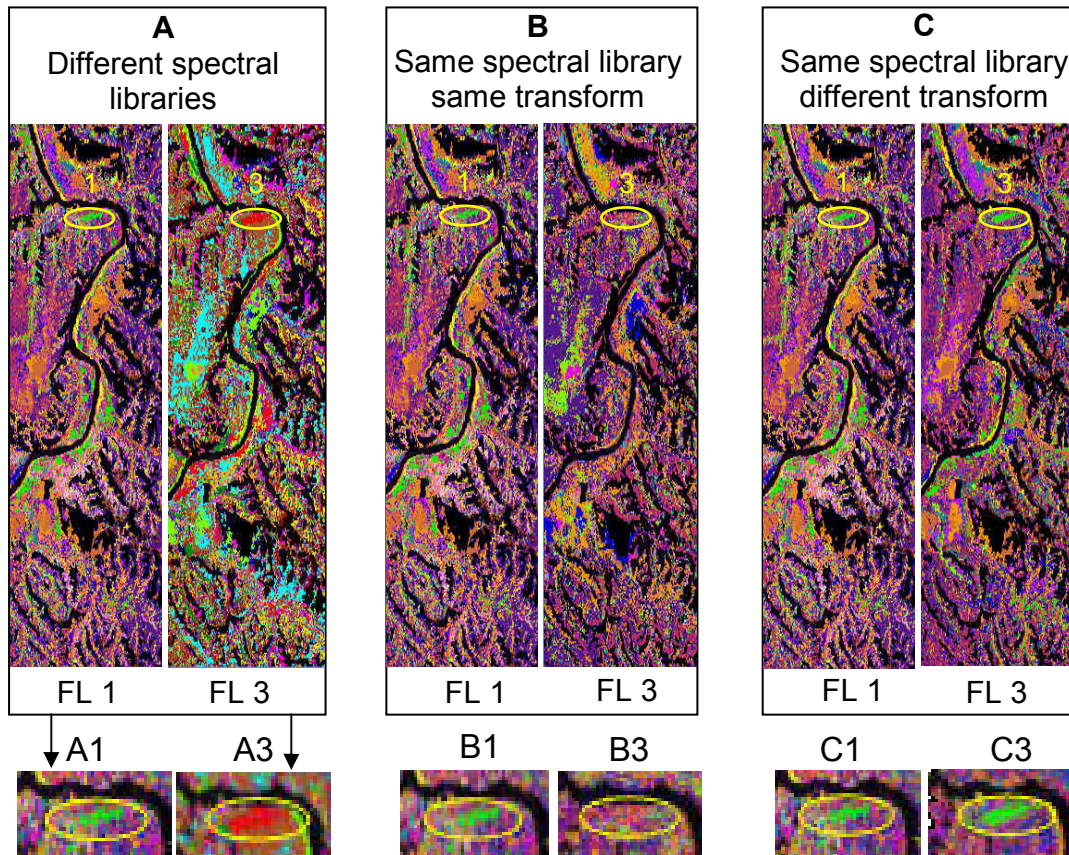 A
Different spectral
libraries
1
3
FL 1
FL 3
A1
A3
B
Same spectral library
same transform
1
3
FL 1
FL 3
B1
B3
C
Same spectral library
different transform
1
3
FL 1
FL 3
C1
C3